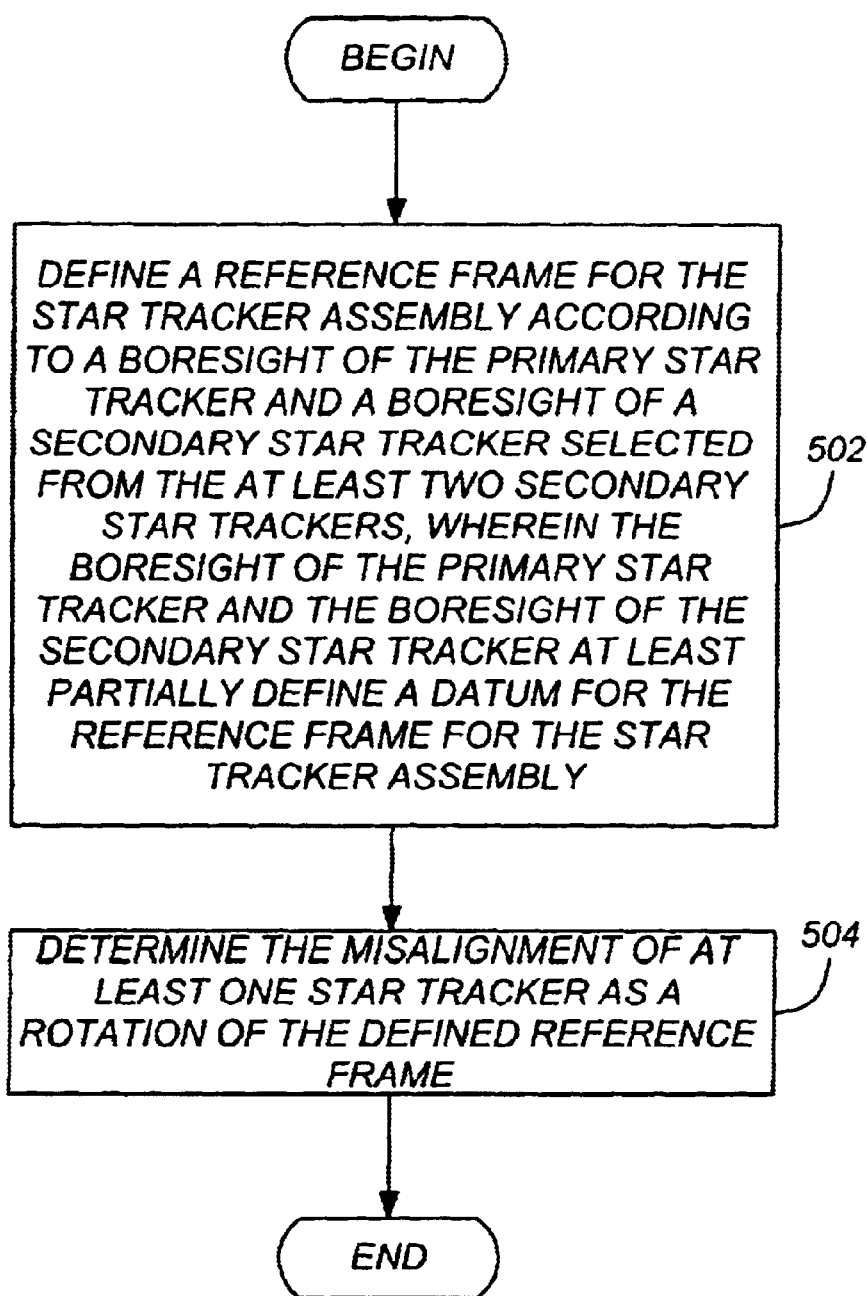 BEGIN
DEFINE A REFERENCE FRAME FOR THE
STAR TRACKER ASSEMBLY ACCORDING
TO A BORESIGHT OF THE PRIMARY STAR
TRACKER AND A BORESIGHT OF A
SECONDARY STAR TRACKER SELECTED
FROM THE AT LEAST TWO SECONDARY
STAR TRACKERS, WHEREIN THE
BORESIGHT OF THE PRIMARY STAR
TRACKER AND THE BORESIGHT OF THE
SECONDARY STAR TRACKER AT LEAST
PARTIALLY DEFINE A DATUM FOR THE
REFERENCE FRAME FOR THE STAR
TRACKER ASSEMBLY
502
DETERMINE THE MISALIGNMENT OF AT
LEAST ONE STAR TRACKER AS A
ROTATION OF THE DEFINED REFERENCE
FRAME
504
END